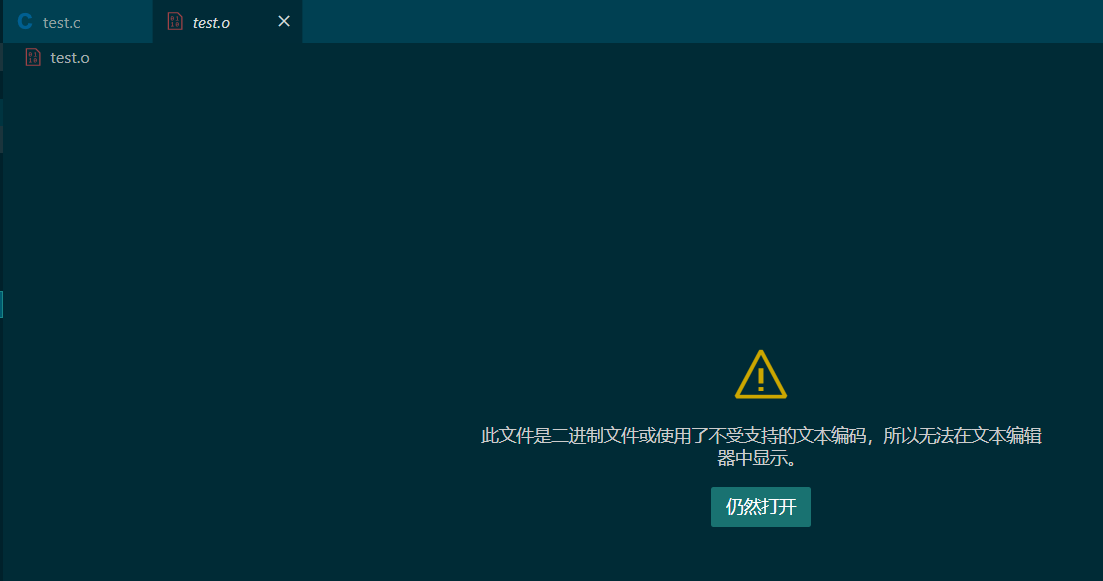 test.c
test.o
test.o
此文件是二进制文件或使用了不受支持的文本编码，所以无法在文本编辑
器中显示。
仍然打开